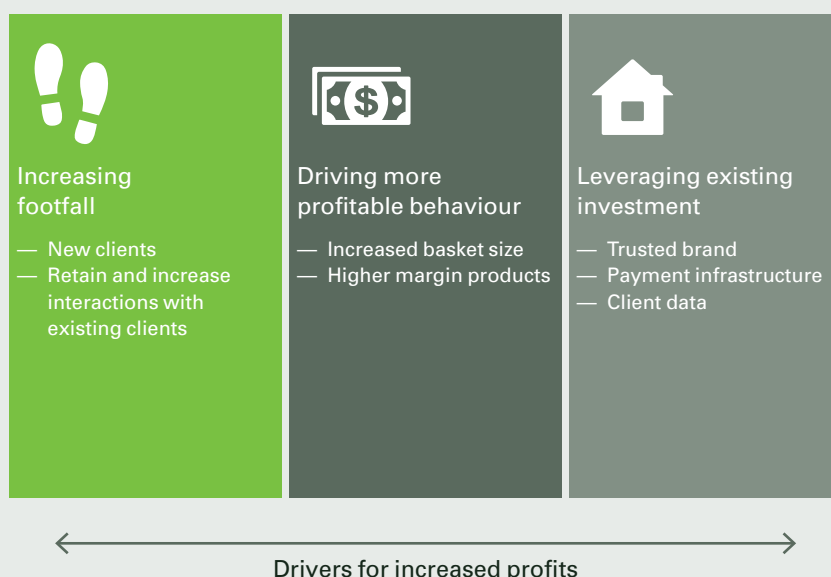 $
Increasing
footfall
— New clients
— Retain and increase
interactions with
existing clients
Driving more
profitable behaviour
— Increased basket size
— Higher margin products
Leveraging existing
investment
— Trusted brand
— Payment infrastructure
— Client data
Drivers for increased profits